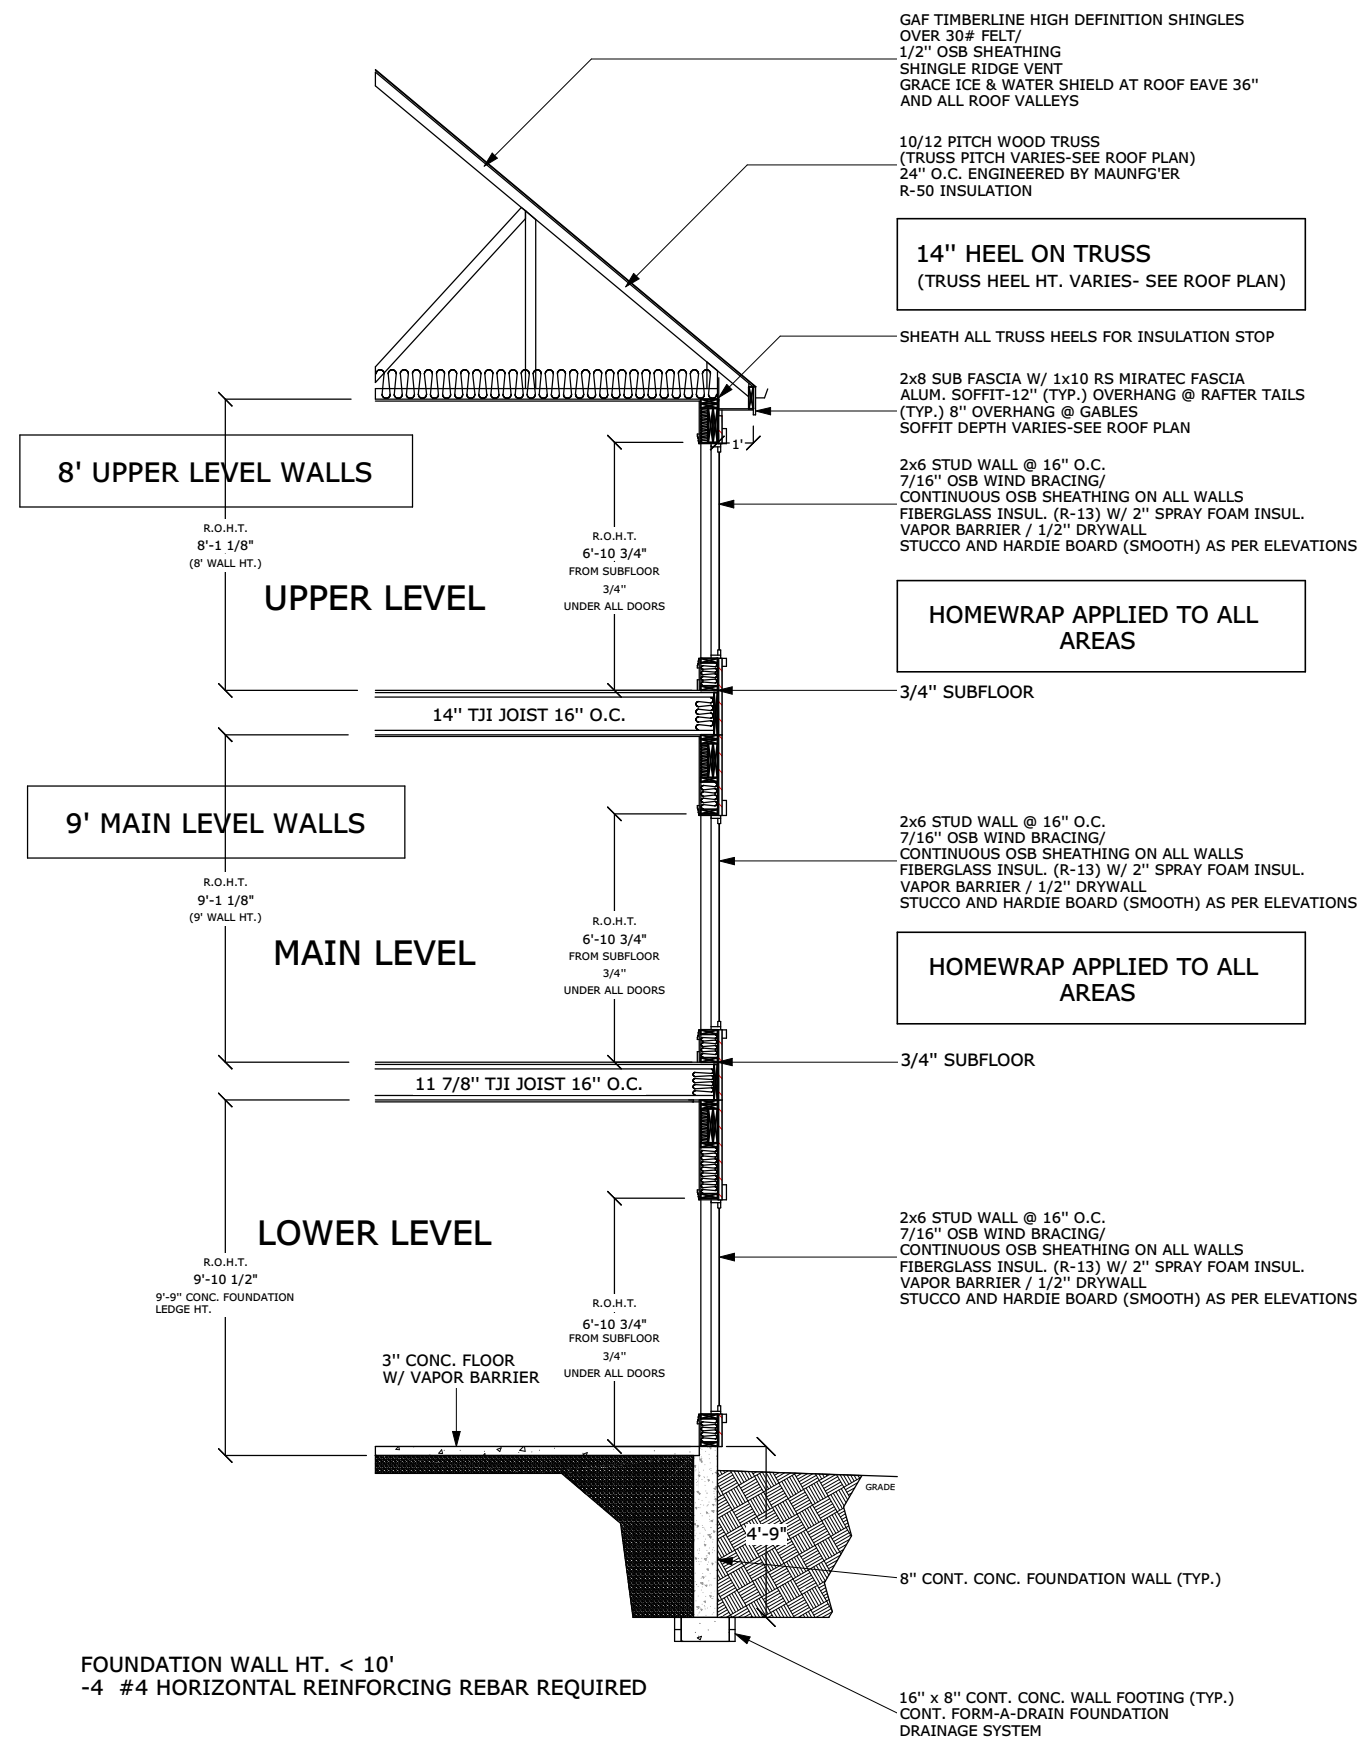 GAF TIMBERLINE HIGH DEFINITION SHINGLES
OVER 30# FELT/
1/2" OSB SHEATHING
SHINGLE RIDGE VENT
GRACE ICE & WATER SHIELD AT ROOF EAVE 36"
AND ALL ROOF VALLEYS
10/12 PITCH WOOD TRUSS
(TRUSS PITCH VARIES-SEE ROOF PLAN)
24" O.C. ENGINEERED BY MAUNFG'ER
R-50 INSULATION
14" HEEL ON TRUSS
(TRUSS HEEL HT. VARIES- SEE ROOF PLAN)
SHEATH ALL TRUSS HEELS FOR INSULATION STOP
2x8 SUB FASCIA W/ 1x10 RS MIRATEC FASCIA
ALUM. SOFFIT-12" (TYP.) OVERHANG @ RAFTER TAILS
(TYP.) 8" OVERHANG @ GABLES
SOFFIT DEPTH VARIES-SEE ROOF PLAN
1'
8' UPPER LEVEL WALLS
R.O.H.T.
8'-1 1/8"
(8' WALL HT.)
UPPER LEVEL
R.O.H.T.
6'-10 3/4"
FROM SUBFLOOR
3/4"
UNDER ALL DOORS
2x6 STUD WALL @ 16" O.C.
7/16" OSB WIND BRACING/
CONTINUOUS OSB SHEATHING ON ALL WALLS
FIBERGLASS INSUL. (R-13) W/ 2" SPRAY FOAM INSUL.
VAPOR BARRIER / 1/2" DRYWALL
STUCCO AND HARDIE BOARD (SMOOTH) AS PER ELEVATIONS
HOMEWRAP APPLIED TO ALL
AREAS
3/4" SUBFLOOR
14" TJI JOIST 16" O.C.
9' MAIN LEVEL WALLS
R.O.H.T.
9'-1 1/8"
(9' WALL HT.)
MAIN LEVEL
R.O.H.T.
6'-10 3/4"
FROM SUBFLOOR
3/4"
UNDER ALL DOORS
2x6 STUD WALL @ 16" O.C.
7/16" OSB WIND BRACING/
CONTINUOUS OSB SHEATHING ON ALL WALLS
FIBERGLASS INSUL. (R-13) W/ 2" SPRAY FOAM INSUL.
VAPOR BARRIER / 1/2" DRYWALL
STUCCO AND HARDIE BOARD (SMOOTH) AS PER ELEVATIONS
HOMEWRAP APPLIED TO ALL
AREAS
3/4" SUBFLOOR
11 7/8" TJI JOIST 16" O.C.
LOWER LEVEL
R.O.H.T.
9'-10 1/2"
9'-9" CONC. FOUNDATION
LEDGE HT.
R.O.H.T.
6'-10 3/4"
FROM SUBFLOOR
3/4"
UNDER ALL DOORS
2x6 STUD WALL @ 16" O.C.
7/16" OSB WIND BRACING/
CONTINUOUS OSB SHEATHING ON ALL WALLS
FIBERGLASS INSUL. (R-13) W/ 2" SPRAY FOAM INSUL.
VAPOR BARRIER / 1/2" DRYWALL
STUCCO AND HARDIE BOARD (SMOOTH) AS PER ELEVATIONS
3" CONC. FLOOR
W/ VAPOR BARRIER
GRADE
4'-9"
8" CONT. CONC. FOUNDATION WALL (TYP.)
FOUNDATION WALL HT. < 10'
-4 #4 HORIZONTAL REINFORCING REBAR REQUIRED
16" x 8" CONT. CONC. WALL FOOTING (TYP.)
CONT. FORM-A-DRAIN FOUNDATION
DRAINAGE SYSTEM